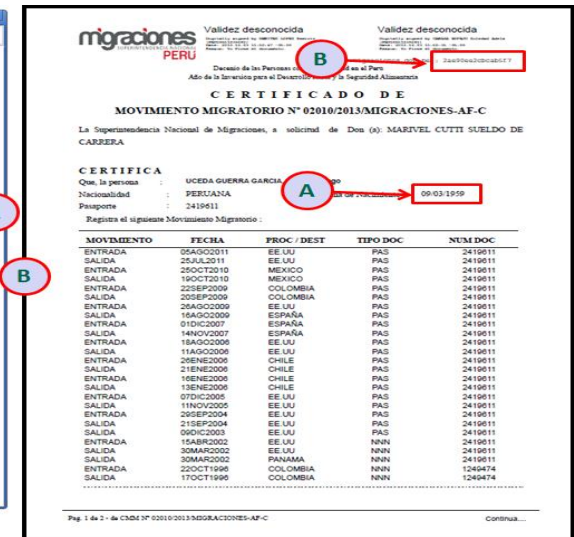 migraciones
SUPERINTENDENCIA NACIONAL
PERÚ
Validez desconocida
Validez desconocida
B
Decenio de las Personas en el Perú
Año de la Inversión para el Desarrollo y la Seguridad Alimentaria
CERTIFICADO DE
MOVIMIENTO MIGRATORIO Nº 02010/2013/MIGRACIONES-AF-C
La Superintendencia Nacional de Migraciones, a solicitud de Don (a): MARIVEL CUTTI SUELDO DE
CARRERA
CERTIFICA
Que, la persona : UCEDA GUERRA GARCIA,
Nacionalidad : PERUANA de Nacimiento 09/03/1959
A
Pasaporte : 2419611
Registra el siguiente Movimiento Migratorio :
B
MOVIMIENTO FECHA PROC / DEST TIPO DOC NUM DOC
ENTRADA 05AGO2011 EE.UU PAS 2419611
SALIDA 25JUL2011 EE.UU PAS 2419611
ENTRADA 25OCT2010 MEXICO PAS 2419611
SALIDA 19OCT2010 MEXICO PAS 2419611
ENTRADA 22SEP2009 COLOMBIA PAS 2419611
SALIDA 20SEP2009 COLOMBIA PAS 2419611
ENTRADA 26AGO2009 EE.UU PAS 2419611
SALIDA 16AGO2009 ESPAÑA PAS 2419611
ENTRADA 01DIC2007 ESPAÑA PAS 2419611
SALIDA 14NOV2007 ESPAÑA PAS 2419611
ENTRADA 18AGO2006 EE.UU PAS 2419611
SALIDA 11AGO2006 EE.UU PAS 2419611
ENTRADA 26ENE2006 CHILE PAS 2419611
SALIDA 21ENE2006 CHILE PAS 2419611
ENTRADA 16ENE2006 CHILE PAS 2419611
SALIDA 13ENE2006 CHILE PAS 2419611
ENTRADA 07DIC2005 EE.UU PAS 2419611
SALIDA 11NOV2005 EE.UU PAS 2419611
ENTRADA 29SEP2004 EE.UU PAS 2419611
SALIDA 21SEP2004 EE.UU PAS 2419611
SALIDA 09DIC2003 EE.UU PAS 2419611
ENTRADA 15ABR2002 EE.UU NNN 2419611
SALIDA 30MAR2002 EE.UU NNN 2419611
SALIDA 30MAR2002 PANAMA NNN 2419611
ENTRADA 22OCT1996 COLOMBIA NNN 1249474
SALIDA 17OCT1996 COLOMBIA NNN 1249474
Pag. 1 de 2 - de CMM Nº 02010/2013/MIGRACIONES-AF-C Continua....